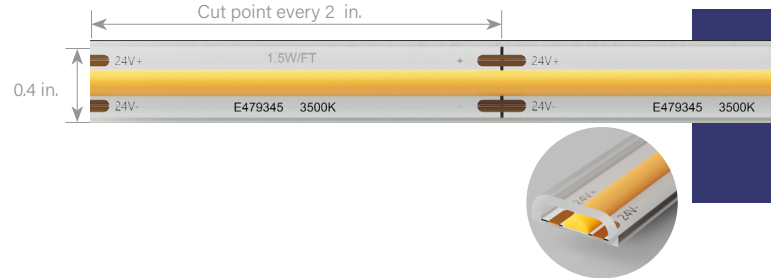 Cut point every 2 in.
0.4 in.
24V+ 1.5W/FT + 24V+
24V- E479345 3500K - 24V- E479345 3500K
24V+
24V-